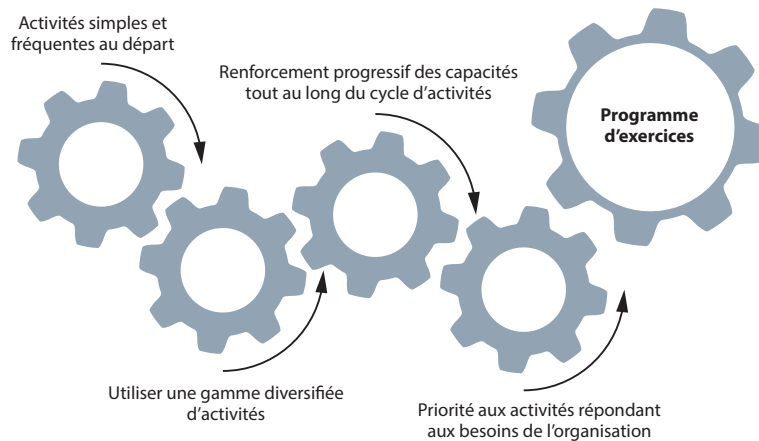 Activités simples et
fréquentes au départ
Renforcement progressif des capacités
tout au long du cycle d’activités
Programme
d’exercices
Utiliser une gamme diversifiée
d’activités
Priorité aux activités répondant
aux besoins de l’organisation